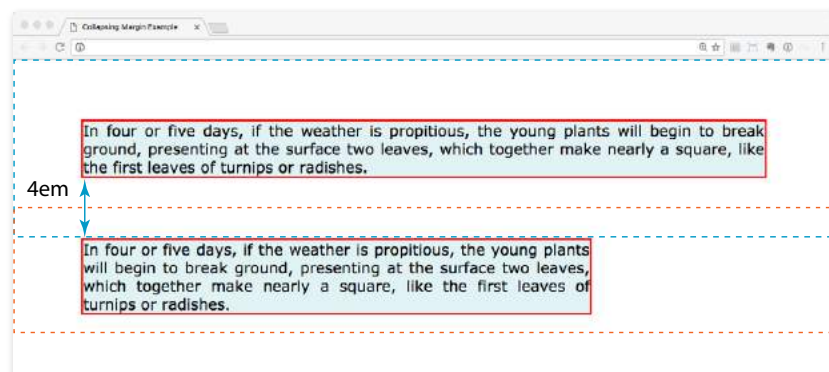 Collapsing Margin Example
In four or five days, if the weather is propitious, the young plants will begin to break
ground, presenting at the surface two leaves, which together make nearly a square, like
the first leaves of turnips or radishes.
4em
In four or five days, if the weather is propitious, the young plants
will begin to break ground, presenting at the surface two leaves,
which together make nearly a square, like the first leaves of
turnips or radishes.